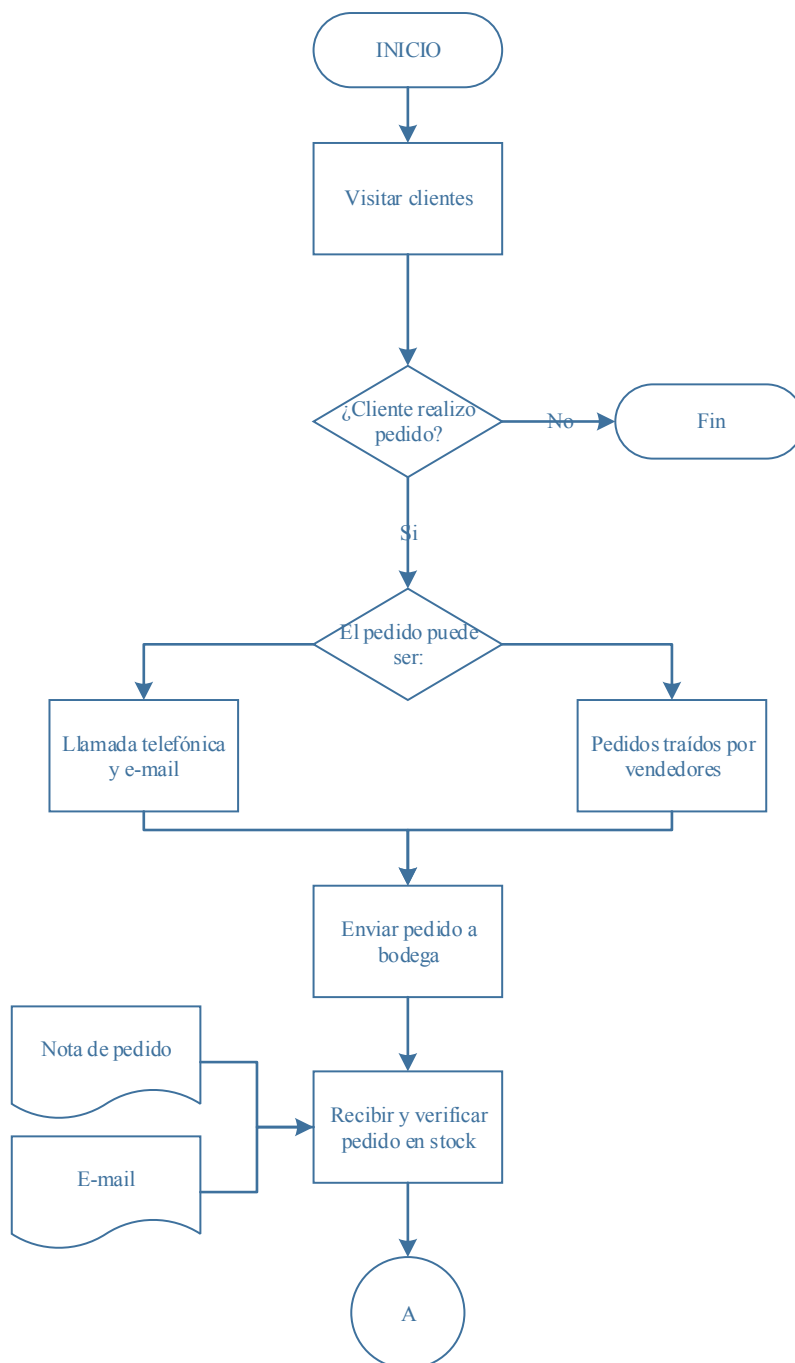 INICIO
Visitar clientes
¿Cliente realizo
pedido?
No
Fin
Si
El pedido puede
ser:
Llamada telefónica
y e-mail
Pedidos traídos por
vendedores
Enviar pedido a
bodega
Nota de pedido
Recibir y verificar
pedido en stock
E-mail
A